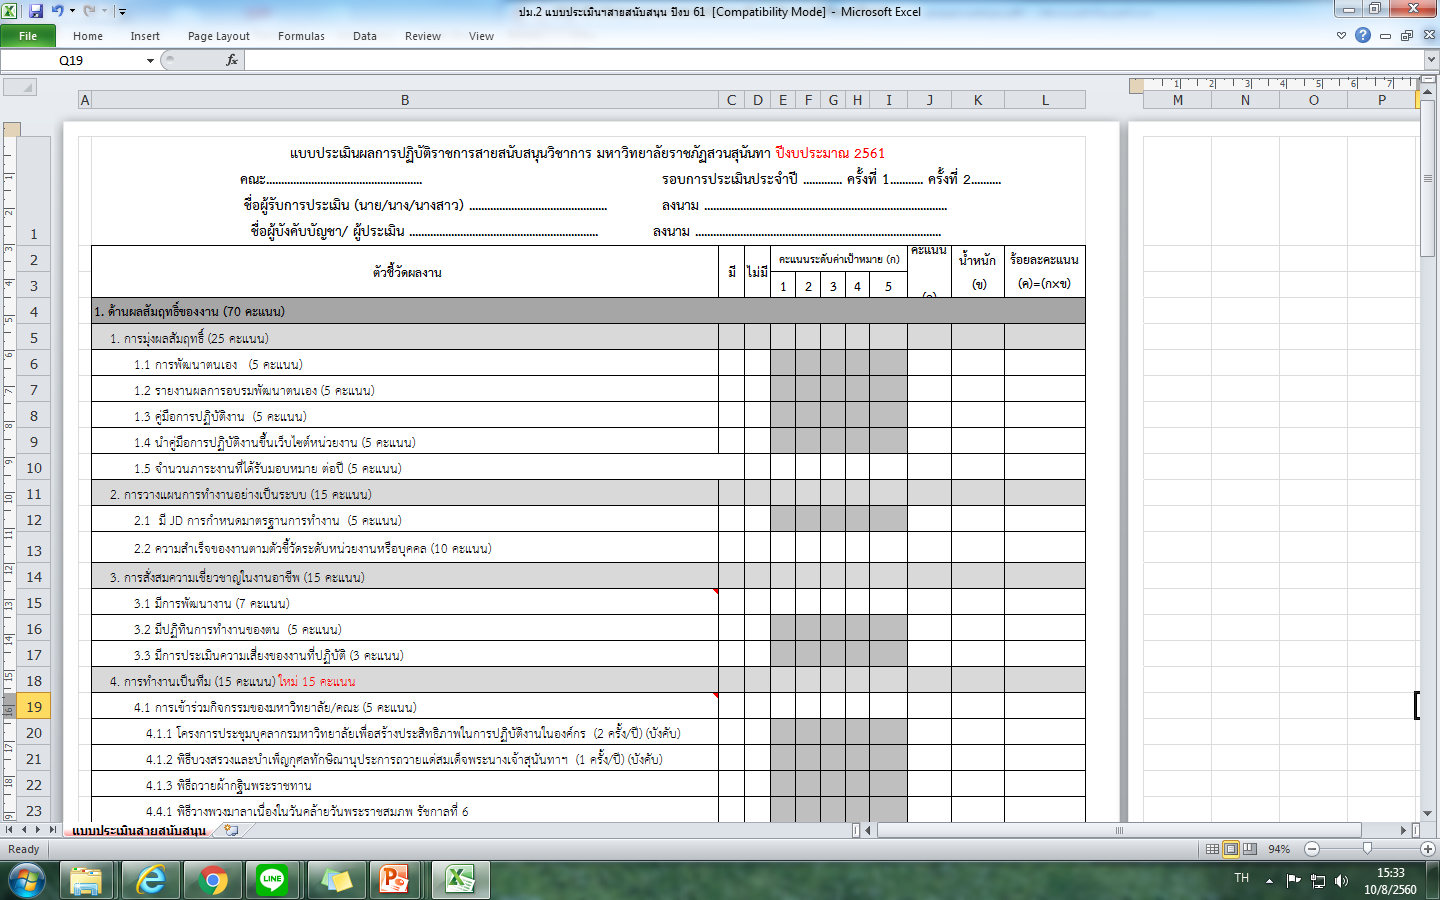 ปม.2 แบบประเมินฯสายสนับสนุน ปีงบ 61 [Compatibility Mode] - Microsoft Excel
File Home Insert Page Layout Formulas Data Review View
Q19 fx
1 2 3 4 5 6 7
A B C D E F G H I J K L M N O P
แบบประเมินผลการปฏิบัติราชการสายสนับสนุนวิชาการ มหาวิทยาลัยราชภัฏสวนสุนันทา ปีงบประมาณ 2561
คณะ.................................................... รอบการประเมินประจำปี ............. ครั้งที่ 1........... ครั้งที่ 2..........
ชื่อผู้รับการประเมิน (นาย/นาง/นางสาว) .............................................. ลงนาม .................................................................................
1 ชื่อผู้บังคับบัญชา/ ผู้ประเมิน ............................................................... ลงนาม ..................................................................................
2 ตัวชี้วัดผลงาน มี ไม่มี คะแนนระดับค่าเป้าหมาย (ก) คะแนน น้ำหนัก ร้อยละคะแนน
3 1 2 3 4 5 (ข) (ค)=(กxข)
4 1. ด้านผลสัมฤทธิ์ของงาน (70 คะแนน)
5 1. การมุ่งผลสัมฤทธิ์ (25 คะแนน)
6 1.1 การพัฒนาตนเอง (5 คะแนน)
7 1.2 รายงานผลการอบรมพัฒนาตนเอง (5 คะแนน)
8 1.3 คู่มือการปฏิบัติงาน (5 คะแนน)
9 1.4 นำคู่มือการปฏิบัติงานขึ้นเว็บไซต์หน่วยงาน (5 คะแนน)
10 1.5 จำนวนภาระงานที่ได้รับมอบหมาย ต่อปี (5 คะแนน)
11 2. การวางแผนการทำงานอย่างเป็นระบบ (15 คะแนน)
12 2.1 มี JD การกำหนดมาตรฐานการทำงาน (5 คะแนน)
13 2.2 ความสำเร็จของงานตามตัวชี้วัดระดับหน่วยงานหรือบุคคล (10 คะแนน)
14 3. การสั่งสมความเชี่ยวชาญในงานอาชีพ (15 คะแนน)
15 3.1 มีการพัฒนางาน (7 คะแนน)
16 3.2 มีปฏิทินการทำงานของตน (5 คะแนน)
17 3.3 มีการประเมินความเสี่ยงของงานที่ปฏิบัติ (3 คะแนน)
18 4. การทำงานเป็นทีม (15 คะแนน) ใหม่ 15 คะแนน
19 4.1 การเข้าร่วมกิจกรรมของมหาวิทยาลัย/คณะ (5 คะแนน)
20 4.1.1 โครงการประชุมบุคลากรมหาวิทยาลัยเพื่อสร้างประสิทธิภาพในการปฏิบัติงานในองค์กร (2 ครั้ง/ปี) (บังคับ)
21 4.1.2 พิธีบวงสรวงและบำเพ็ญกุศลทักษิณานุประการถวายแด่สมเด็จพระนางเจ้าสุนันทาฯ (1 ครั้ง/ปี) (บังคับ)
22 4.1.3 พิธีถวายผ้ากฐินพระราชทาน
23 4.4.1 พิธีวางพวงมาลาเนื่องในวันคล้ายวันพระราชสมภพ รัชกาลที่ 6
แบบประเมินสายสนับสนุน
Ready 94%
TH 15:33
10/8/2560